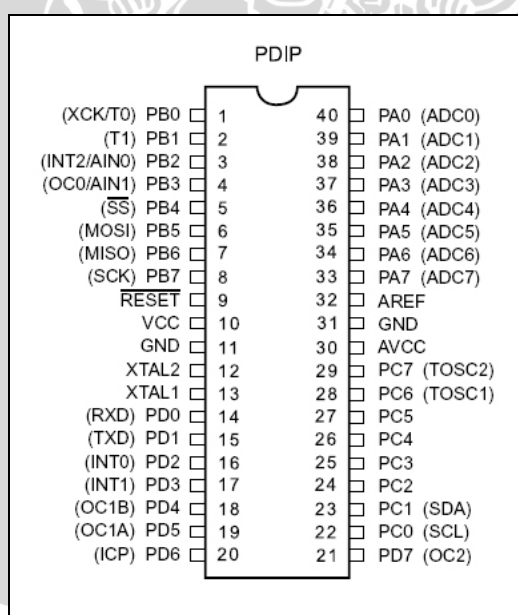 PDIP
(XCK/T0) PB0 1 40 PA0 (ADC0)
(T1) PB1 2 39 PA1 (ADC1)
(INT2/AIN0) PB2 3 38 PA2 (ADC2)
(OC0/AIN1) PB3 4 37 PA3 (ADC3)
(SS) PB4 5 36 PA4 (ADC4)
(MOSI) PB5 6 35 PA5 (ADC5)
(MISO) PB6 7 34 PA6 (ADC6)
(SCK) PB7 8 33 PA7 (ADC7)
RESET 9 32 AREF
VCC 10 31 GND
GND 11 30 AVCC
XTAL2 12 29 PC7 (TOSC2)
XTAL1 13 28 PC6 (TOSC1)
(RXD) PD0 14 27 PC5
(TXD) PD1 15 26 PC4
(INT0) PD2 16 25 PC3
(INT1) PD3 17 24 PC2
(OC1B) PD4 18 23 PC1 (SDA)
(OC1A) PD5 19 22 PC0 (SCL)
(ICP) PD6 20 21 PD7 (OC2)